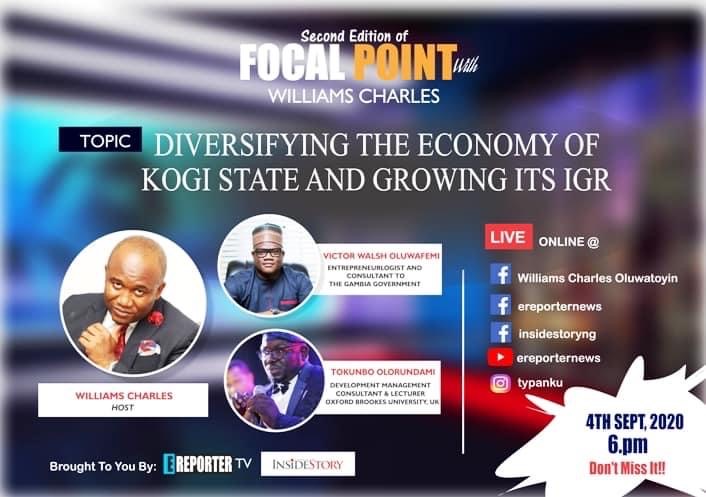 Second Edition of
FOCAL POINT With
WILLIAMS CHARLES
TOPIC
DIVERSIFYING THE ECONOMY OF
KOGI STATE AND GROWING ITS IGR
WILLIAMS CHARLES
HOST
VICTOR WALSH OLUWAFEMI
ENTREPRENEURLOGIST AND
CONSULTANT TO
THE GAMBIA GOVERNMENT
TOKUNBO OLORUNDAMI
DEVELOPMENT MANAGEMENT
CONSULTANT & LECTURER
OXFORD BROOKES UNIVERSITY, UK
LIVE ONLINE @
Williams Charles Oluwatoyin
ereporternews
insidestoryng
ereporternews
typanku
4TH SEPT, 2020
6.pm
Don't Miss It!!
Brought To You By: EREPORTER TV INSIDESTORY